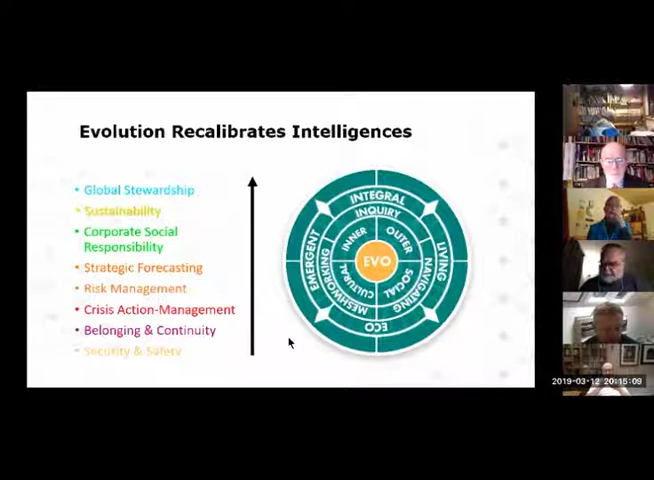 Evolution Recalibrates Intelligences
• Global Stewardship
• Sustainability
• Corporate Social
Responsibility
• Strategic Forecasting
• Risk Management
• Crisis Action-Management
• Belonging & Continuity
• Security & Safety
INTEGRAL
INQUIRY
INNER
OUTER
EMERGENT
MESHWORKING
EVO
NAVIGATING
LIVING
CULTURAL
SOCIAL
ECO
2019-03-12 20:15:09